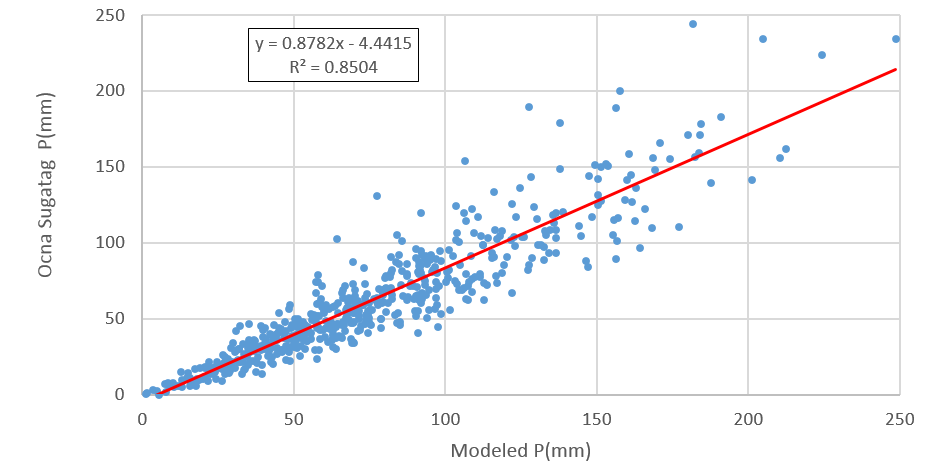 250
200
150
100
50
0
Ocna Sugatag P(mm)
y = 0.8782x - 4.4415
R² = 0.8504
0 50 100 150 200 250
Modeled P(mm)